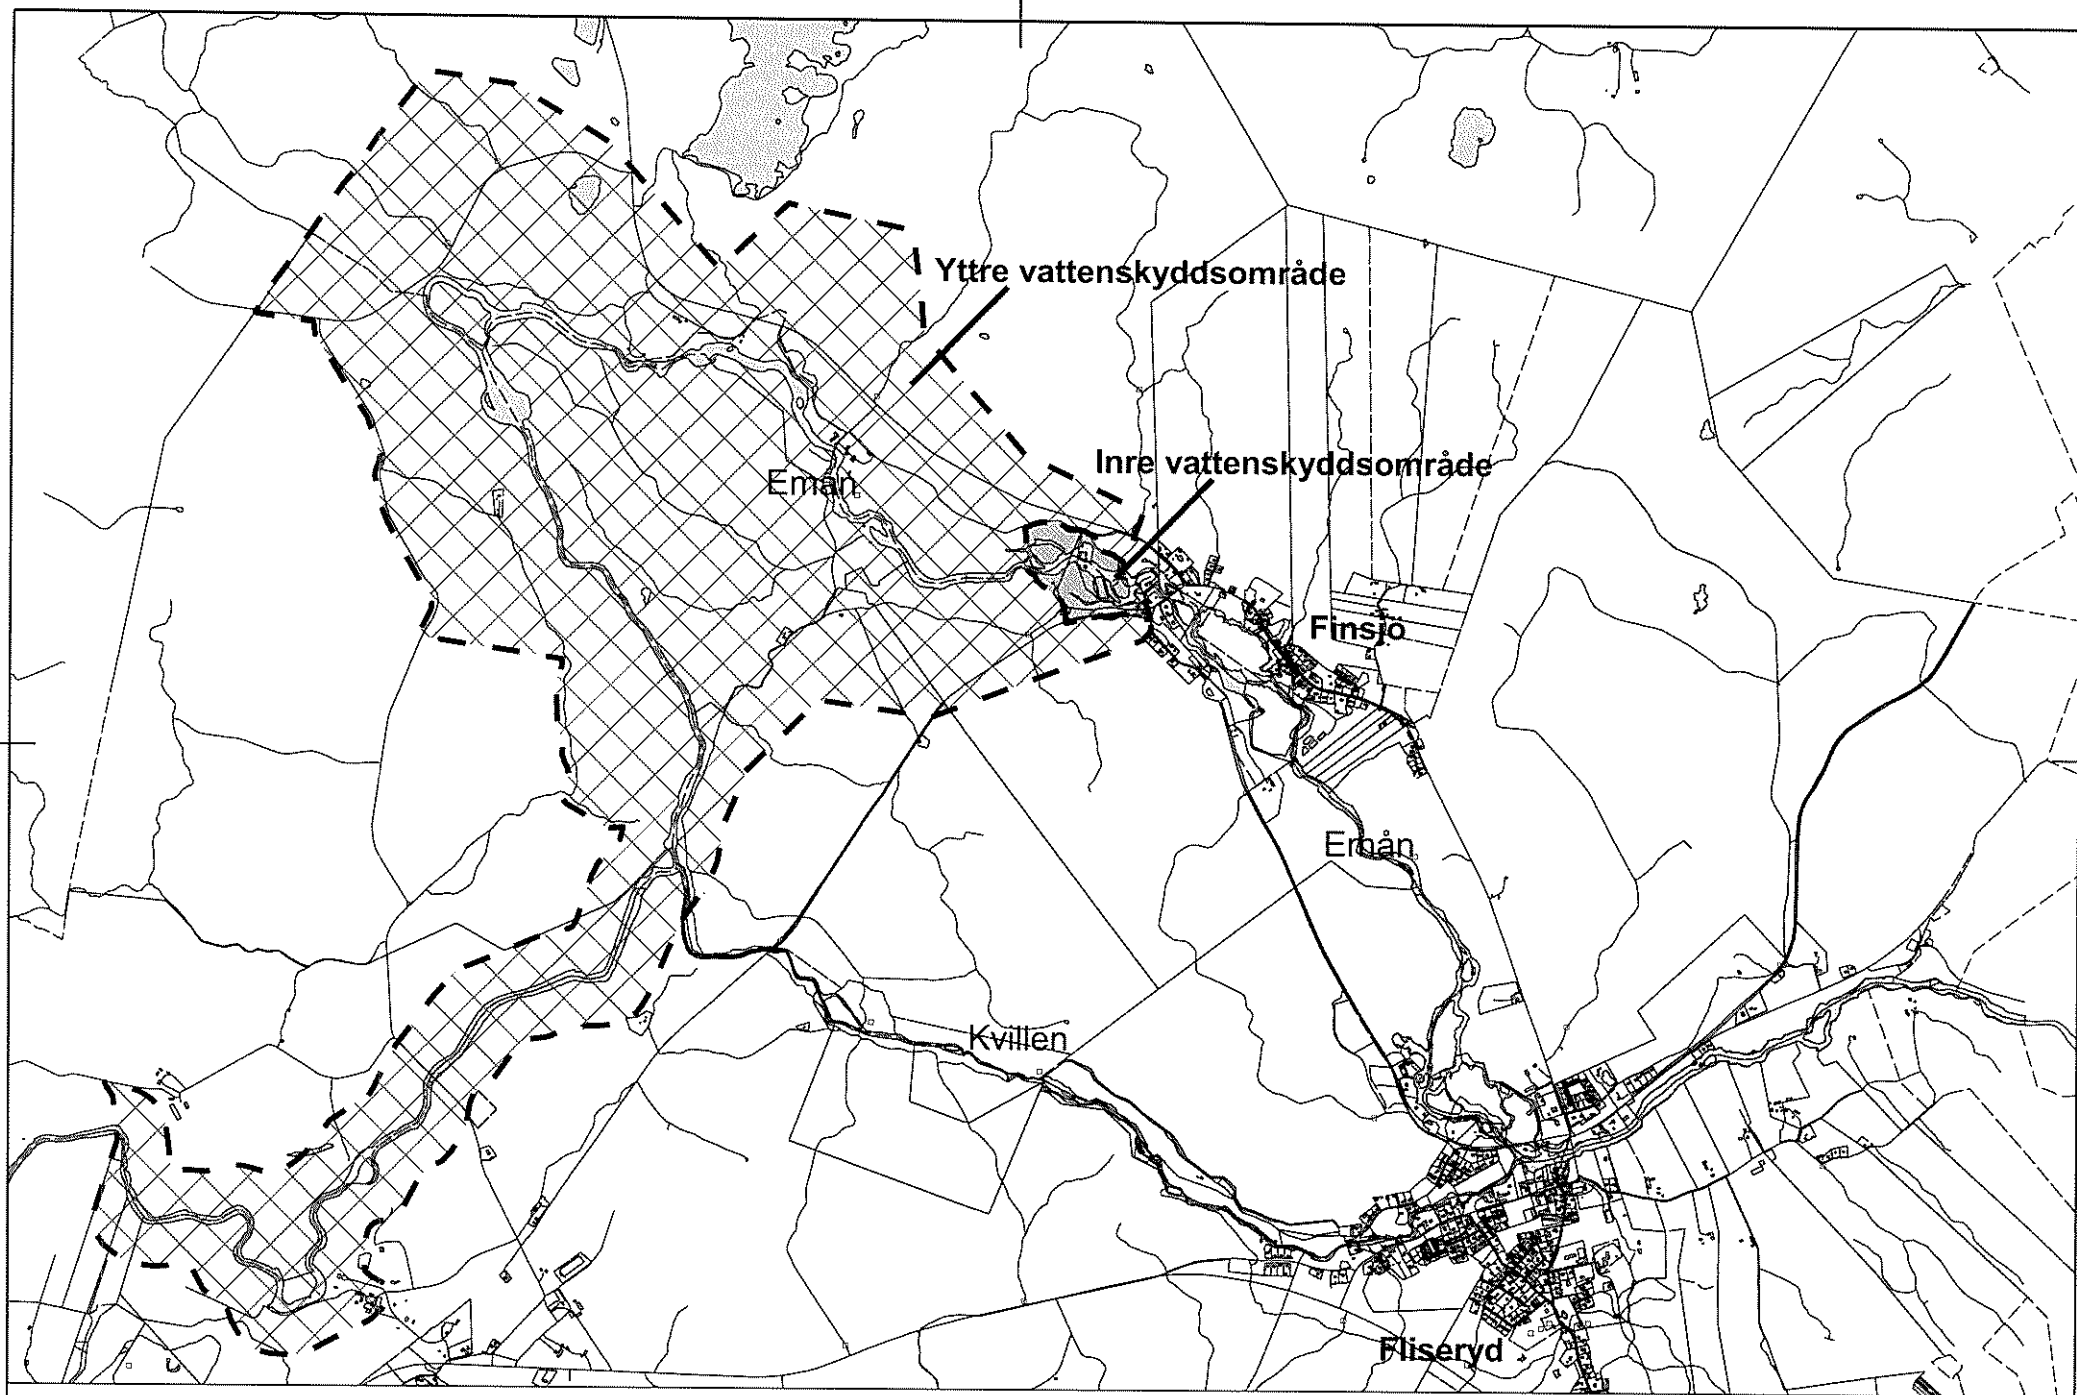 Yttre vattenskyddsområde
Inre vattenskyddsområde
Emån
Finsjö
Emån
Kvillen
Fliseryd